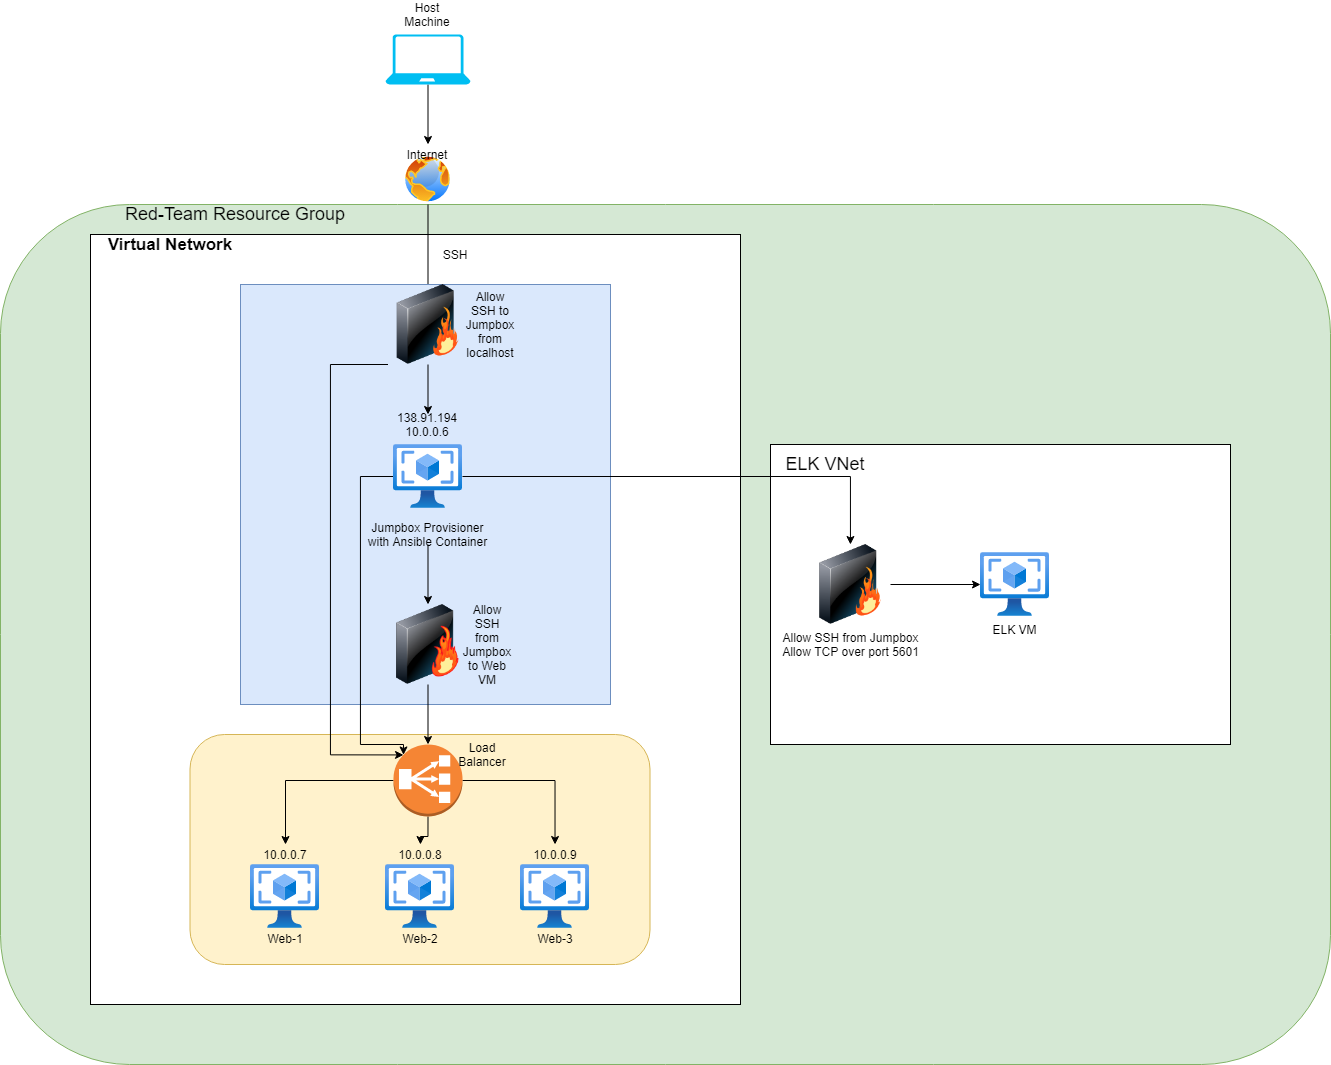 Host
Machine
Internet
Red-Team Resource Group
Virtual Network
SSH
Allow
SSH to
Jumpbox
from
localhost
138.91.194
10.0.0.6
Jumpbox Provisioner
with Ansible Container
Allow
SSH
from
Jumpbox
to Web
VM
ELK VNet
Allow SSH from Jumpbox
Allow TCP over port 5601
ELK VM
Load
Balancer
10.0.0.7
10.0.0.8
10.0.0.9
Web-1
Web-2
Web-3